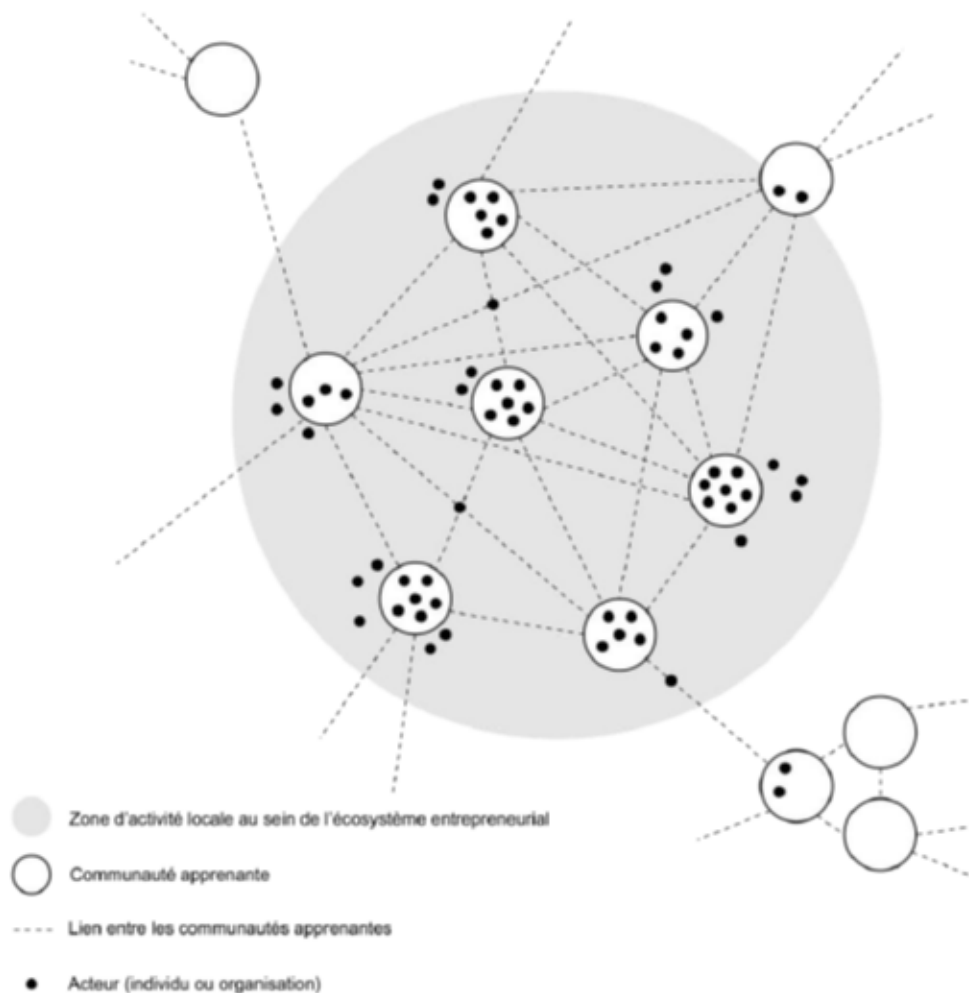 Zone d'activité locale au sein de l'écosystème entrepreneurial
Communauté apprenante
Lien entre les communautés apprenantes
Acteur (individu ou organisation)